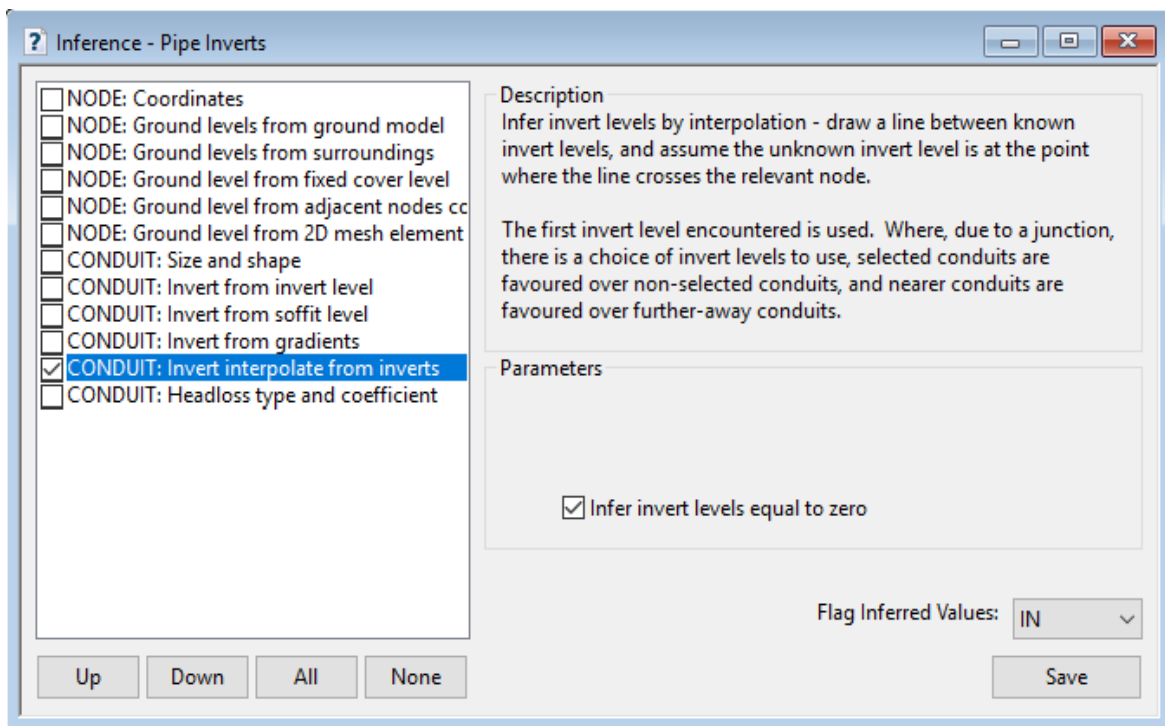 Inference - Pipe Inverts
NODE: Coordinates
NODE: Ground levels from ground model
NODE: Ground levels from surroundings
NODE: Ground level from fixed cover level
NODE: Ground level from adjacent nodes cc
NODE: Ground level from 2D mesh element
CONDUIT: Size and shape
CONDUIT: Invert from invert level
CONDUIT: Invert from soffit level
CONDUIT: Invert from gradients
CONDUIT: Invert interpolate from inverts
CONDUIT: Headloss type and coefficient
Up Down All None
Description
Infer invert levels by interpolation - draw a line between known
invert levels, and assume the unknown invert level is at the point
where the line crosses the relevant node.
The first invert level encountered is used. Where, due to a junction,
there is a choice of invert levels to use, selected conduits are
favoured over non-selected conduits, and nearer conduits are
favoured over further-away conduits.
Parameters
Infer invert levels equal to zero
Flag Inferred Values: IN
Save